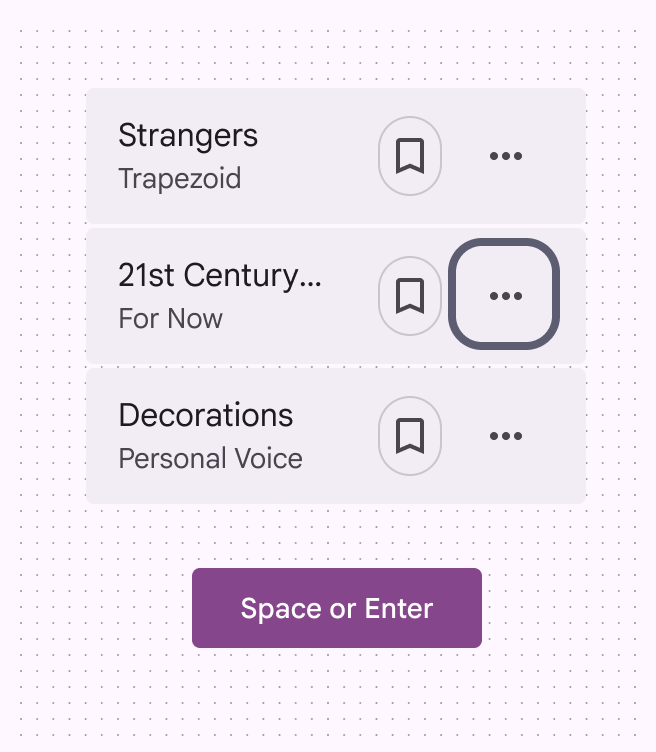 Strangers
Trapezoid
21st Century...
For Now
Decorations
Personal Voice
Space or Enter